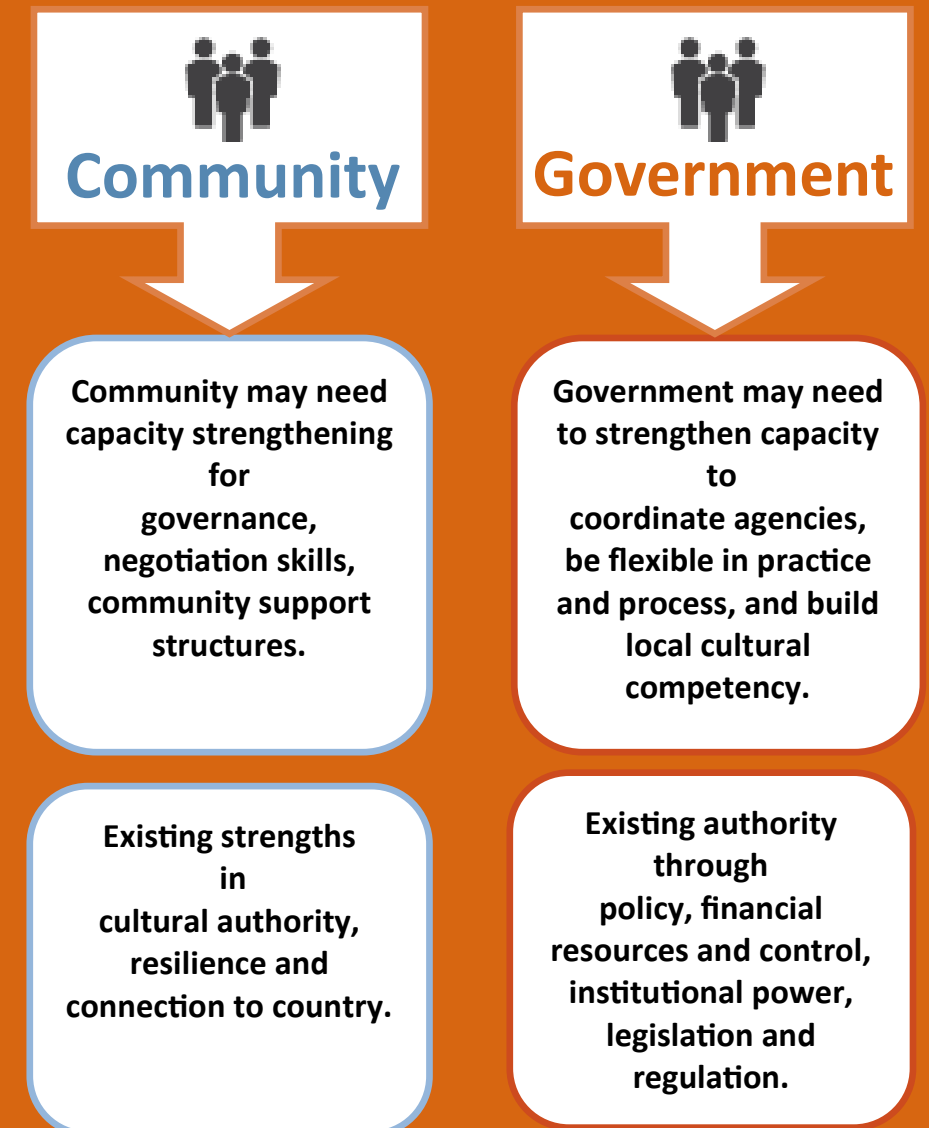 Community
Community may need
capacity strengthening
for
governance,
negotiation skills,
community support
structures.
Existing strengths
in
cultural authority,
resilience and
connection to country.
Government
Government may need
to strengthen capacity
to
coordinate agencies,
be flexible in practice
and process, and build
local cultural
competency.
Existing authority
through
policy, financial
resources and control,
institutional power,
legislation and
regulation.